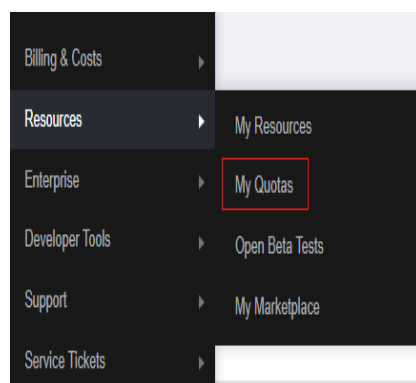 Billing & Costs
Resources
Enterprise
Developer Tools
Support
Service Tickets
My Resources
My Quotas
Open Beta Tests
My Marketplace